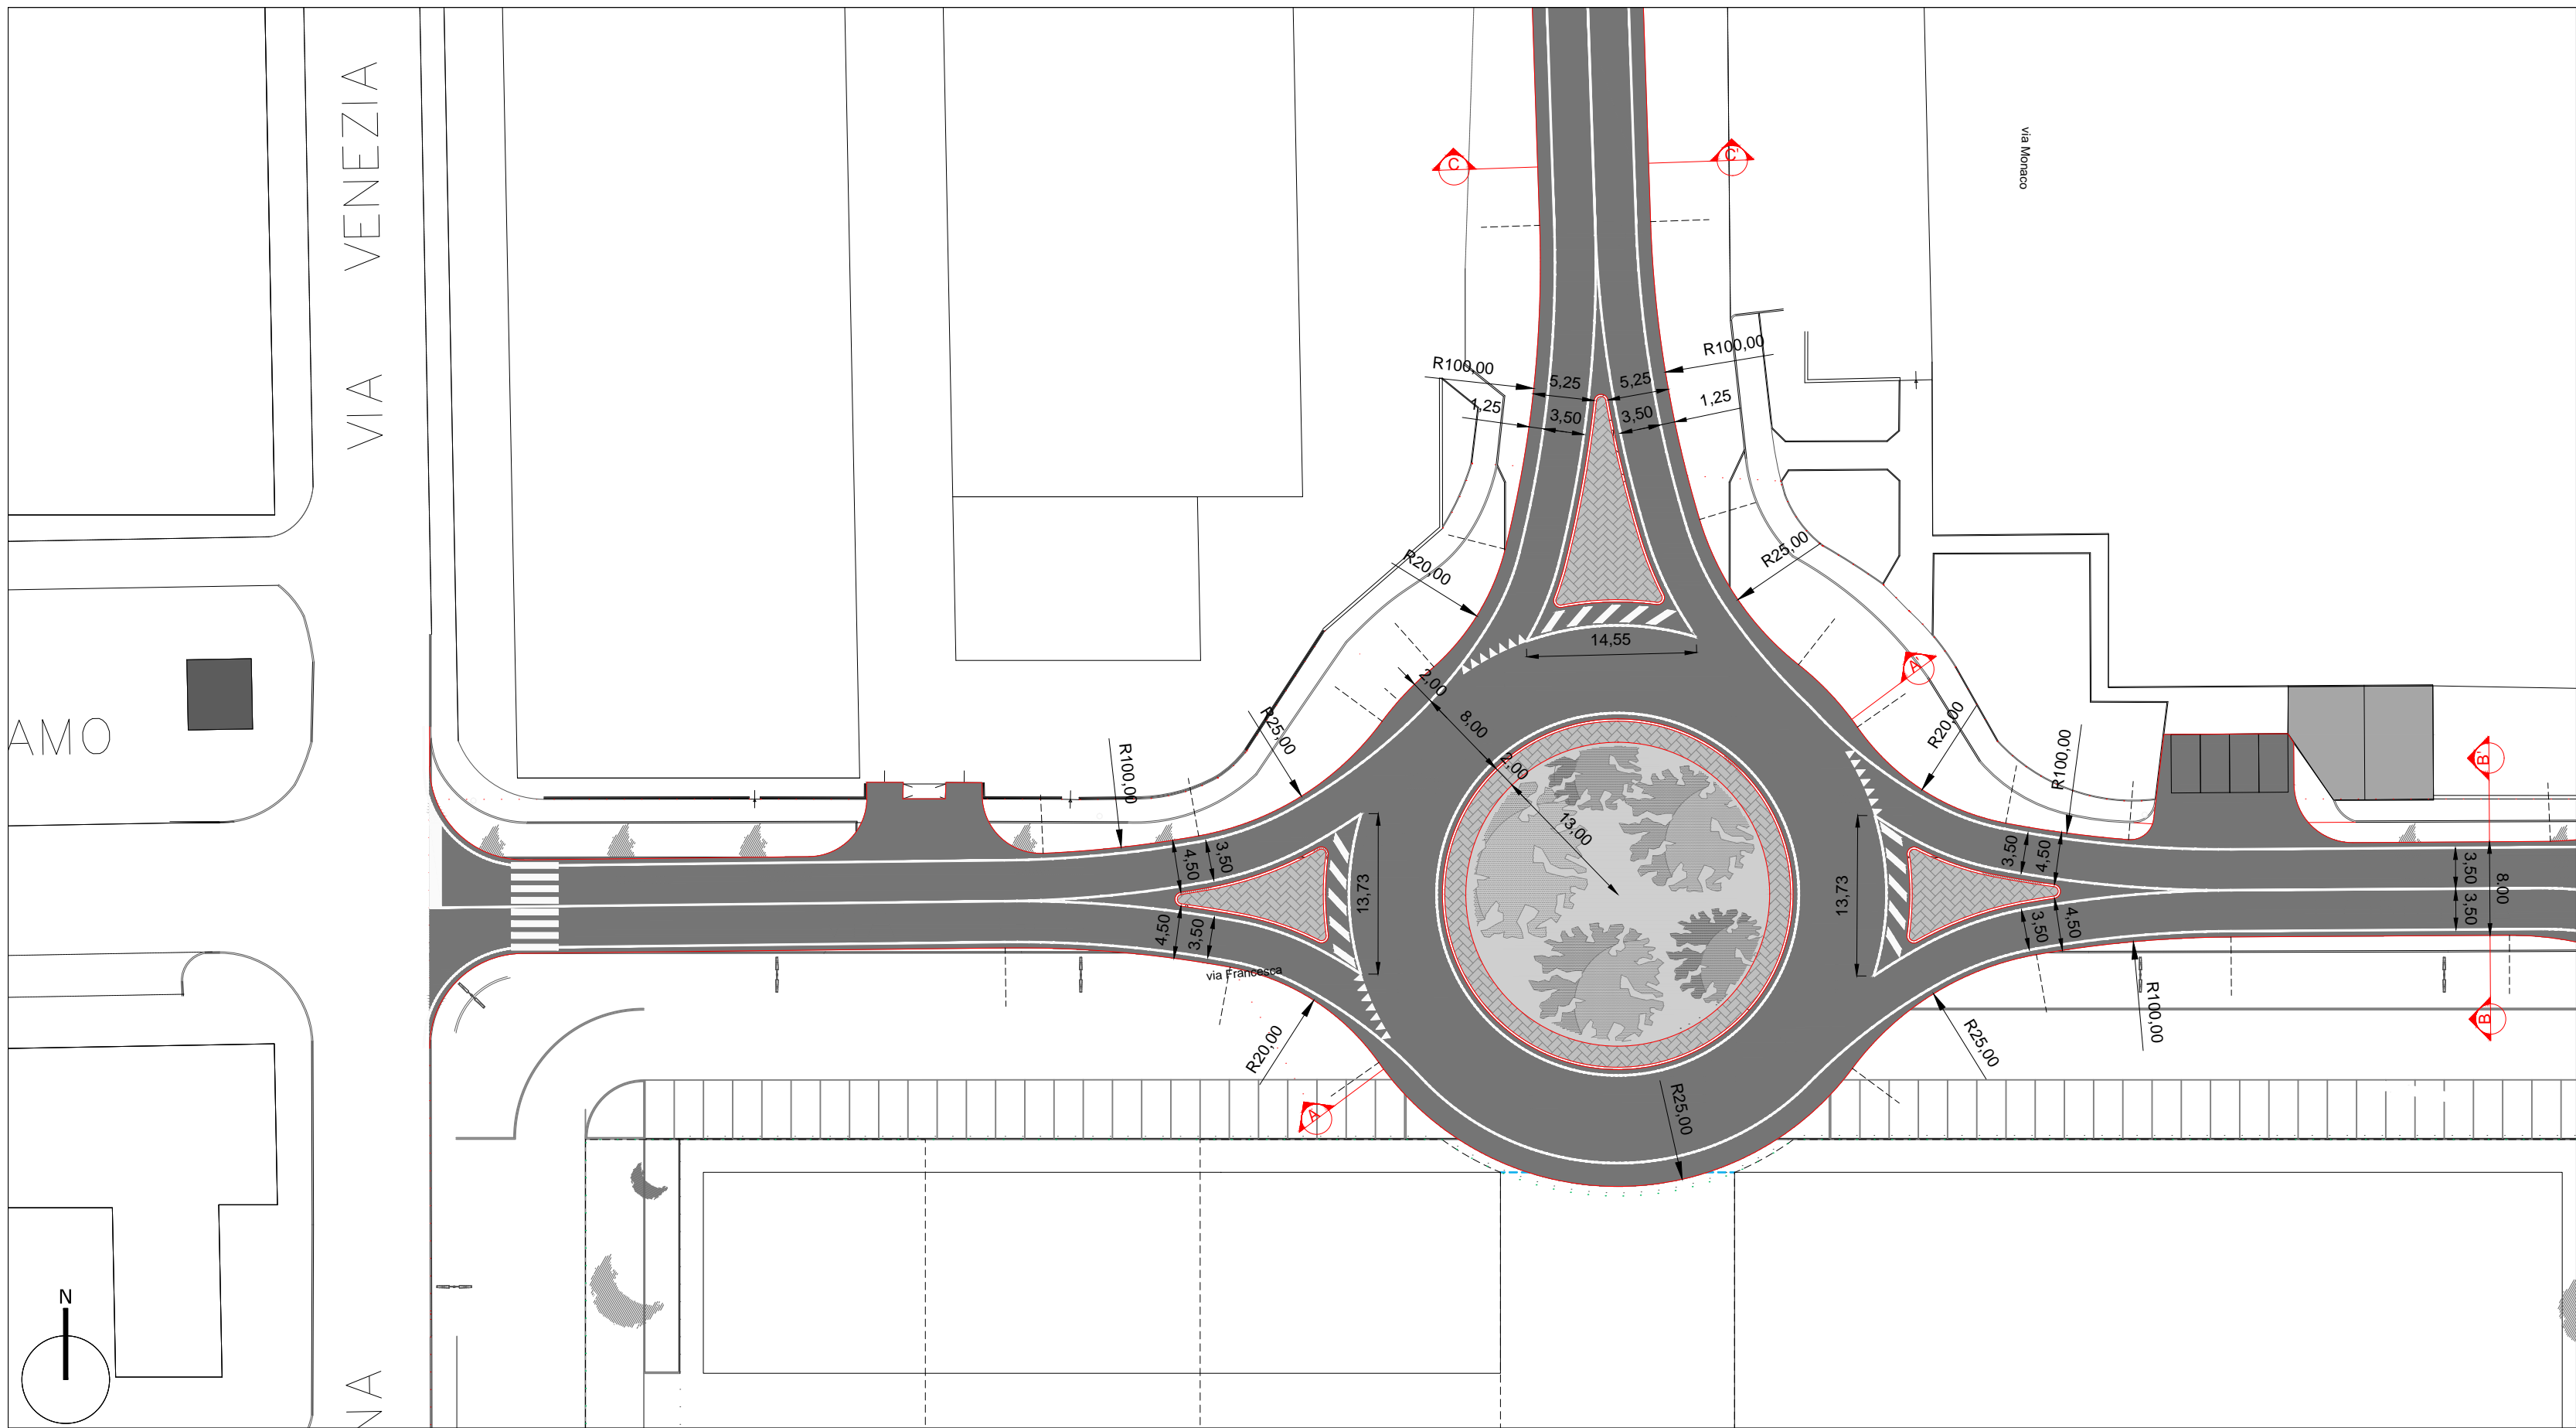 VIA VENEZIA
via Monaco
C
C'
R100,00
R100,00
5,25
5,25
1,25
1,25
3,50
3,50
R20,00
R25,00
14,55
2,00
8,00
2,00
13,00
R25,00
A'
R20,00
R100,00
R100,00
B'
AMO
4,50
3,50
13,73
13,73
3,50
4,50
3,50
8,00
3,50
4,50
3,50
3,50
4,50
via Francesca
R20,00
R25,00
R100,00
B
A
R25,00
N
NA